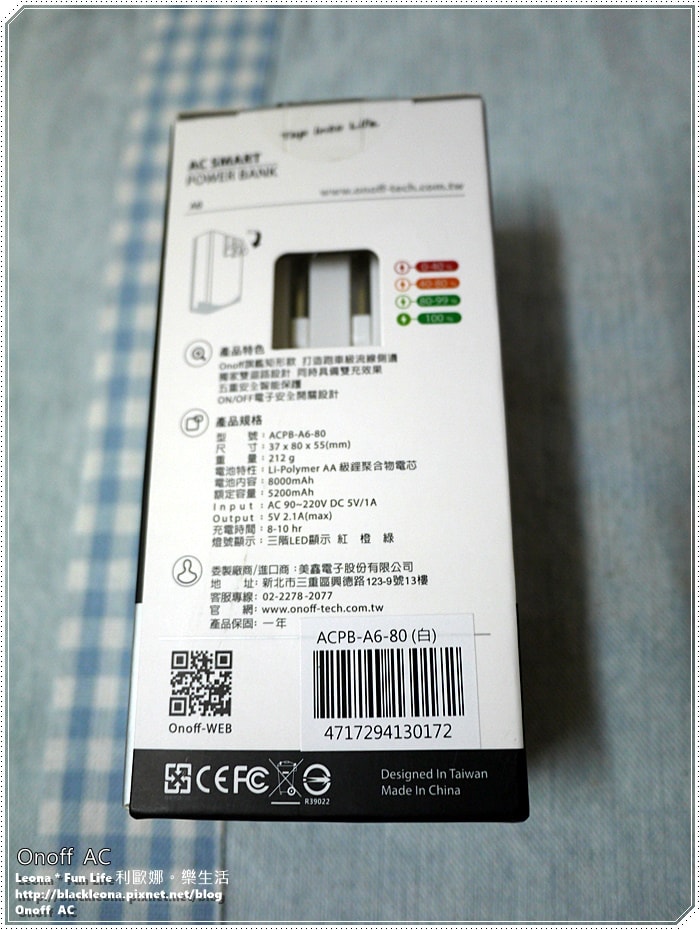 Tap into Life
AC SMART
POWER BANK
www.onoff-tech.com.tw
0-40 %
40-80 %
80-99 %
100 %
產品特色
Onoff旗艦矩形款 打造跑車級流線側邊
獨家雙迴路設計 同時具備雙充效果
五重安全智能保護
ON/OFF電子安全開關設計
產品規格
型 號：ACPB-A6-80
尺 寸：37 x 80 x 55(mm)
重 量：212 g
電池特性：Li-Polymer AA 級鋰聚合物電芯
電池內容：8000mAh
額定容量：5200mAh
Input：AC 90~220V DC 5V/1A
Output：5V 2.1A(max)
充電時間：8-10 hr
燈號顯示：三階LED顯示 紅 橙 綠
委製廠商/進口商：美鑫電子股份有限公司
地 址：新北市三重區興德路123-9號13樓
客服專線：02-2278-2077
官 網：www.onoff-tech.com.tw
產品保固：一年
ACPB-A6-80 (白)
4717294130172
Onoff-WEB
CE FC
R39022
Designed In Taiwan
Made In China
Onoff AC
Leona * Fun Life 利歐娜。樂生活
http://blackleona.pixnet.net/blog
Onoff AC